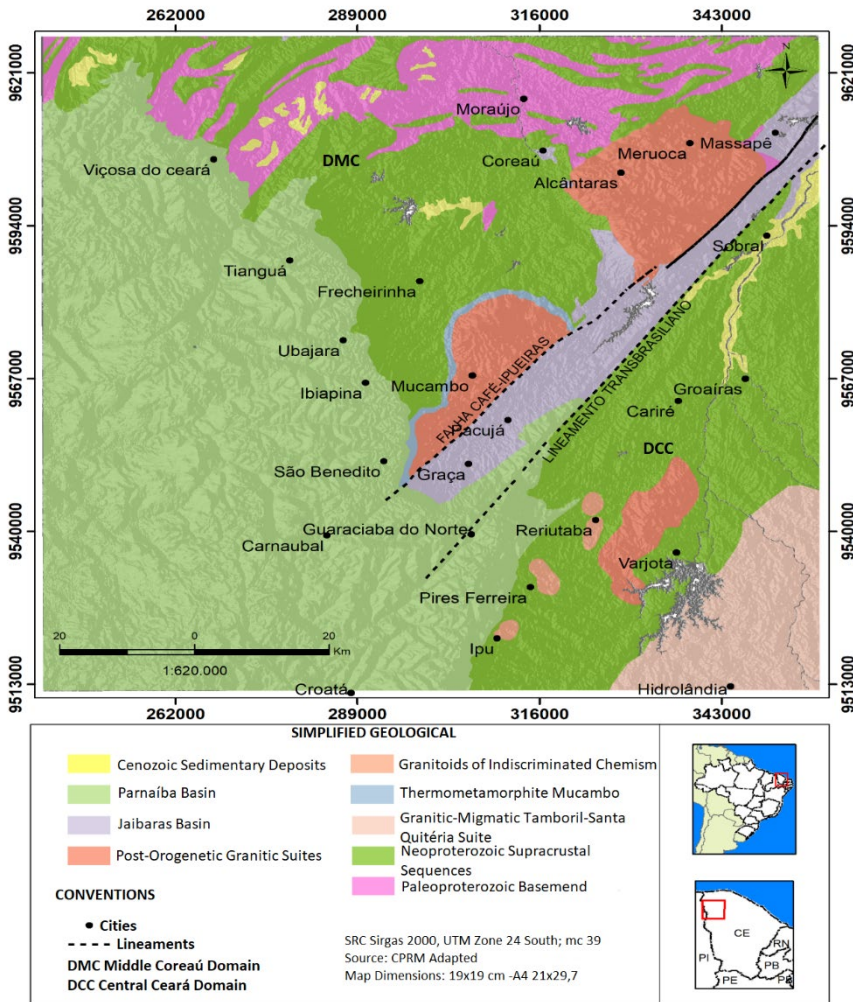 262000 289000 316000 343000
9621000 9621000
N
Moraújo
Massapê
Meruoca
DMC
Coreaú
Viçosa do ceará
Alcântaras
9594000 9594000
Sobral
Tianguá
Frecheirinha
Ubajara
9567000 9567000
Mucambo
FALHA CAFÉ-IPUEIRAS
LINEAMENTO TRANSBRASILIANO
Groaíras
Ibiapina
Cariré
Pacujá
DCC
São Benedito
Graça
9540000 9540000
Guaraciaba do Norte
Reriutaba
Carnaubal
Varjota
Pires Ferreira
20 0 20
Km
Ipu
1:620.000
9513000 9513000
Croatá
Hidrolândia
262000 289000 316000 343000
SIMPLIFIED GEOLOGICAL
Cenozoic Sedimentary Deposits
Parnaíba Basin
Jaibaras Basin
Post-Orogenetic Granitic Suites
Granitoids of Indiscriminated Chemism
Thermometamorphite Mucambo
Granitic-Migmatic Tamboril-Santa
Quitéria Suite
Neoproterozoic Supracrustal
Sequences
Paleoproterozoic Basemend
CONVENTIONS
Cities
Lineaments
DMC Middle Coreaú Domain
DCC Central Ceará Domain
SRC Sirgas 2000, UTM Zone 24 South; mc 39
Source: CPRM Adapted
Map Dimensions: 19x19 cm -A4 21x29,7
CE
RN
PI
PB
PE